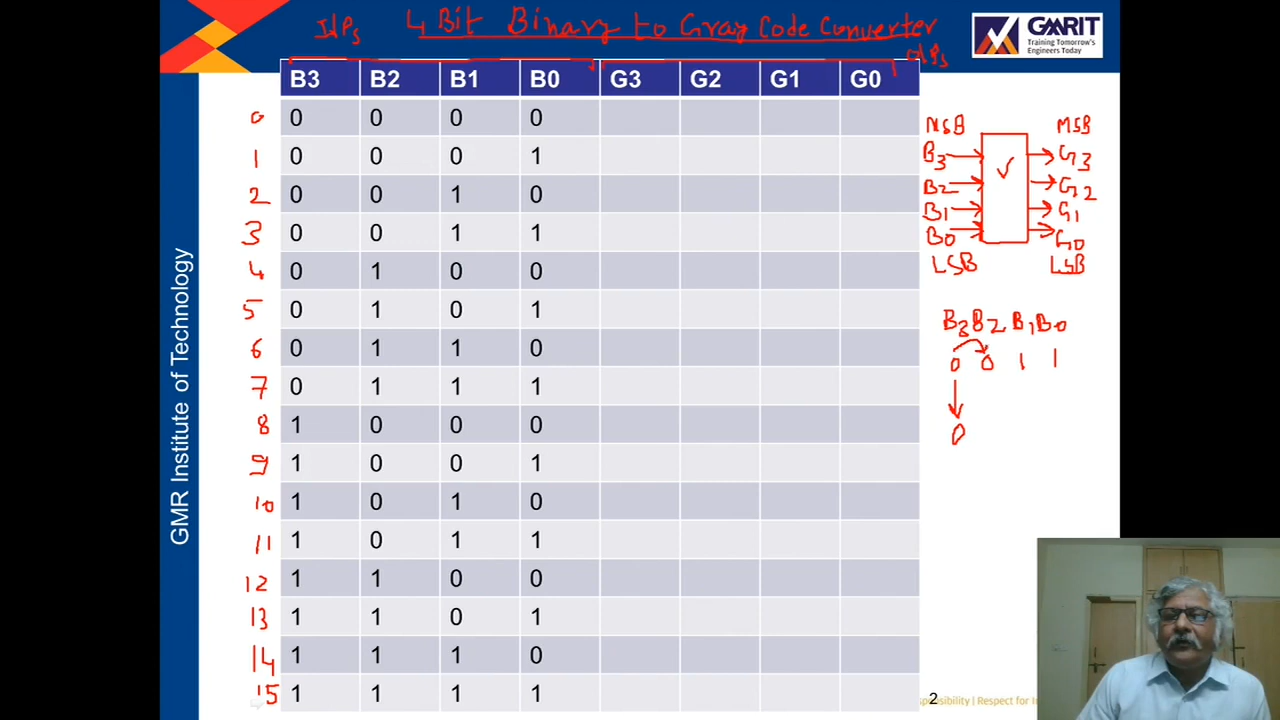 I/Ps 4 Bit Binary to Gray Code Converter
O/Ps
GMRIT
Training Tomorrow's
Engineers Today
GMR Institute of Technology
B3 B2 B1 B0 G3 G2 G1 G0
0 0 0 0 0
1 0 0 0 1
2 0 0 1 0
3 0 0 1 1
4 0 1 0 0
5 0 1 0 1
6 0 1 1 0
7 0 1 1 1
8 1 0 0 0
9 1 0 0 1
10 1 0 1 0
11 1 0 1 1
12 1 1 0 0
13 1 1 0 1
14 1 1 1 0
15 1 1 1 1
MSB MSB
B3 G3
B2 G2
B1 G1
B0 G0
LSB LSB
B3 B2 B1 B0
0 0 1 1
0
2 | Respect for